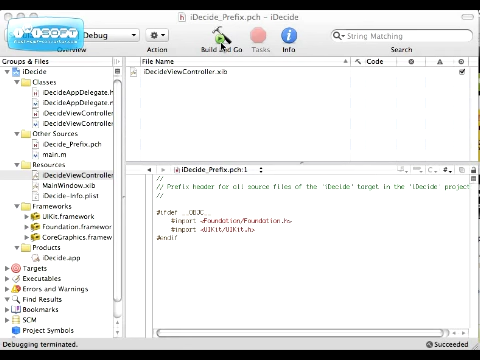 iDecide_Prefix.pch - iDecide
Debug
Overview
Action
Build and Go
Tasks
Info
String Matching
Search
Groups & Files
iDecide
Classes
iDecideAppDelegate.h
iDecideAppDelegate.m
iDecideViewController
iDecideViewController
Other Sources
iDecide_Prefix.pch
main.m
Resources
iDecideViewController
MainWindow.xib
iDecide-Info.plist
Frameworks
UIKit.framework
Foundation.framew
CoreGraphics.framew
Products
iDecide.app
Targets
Executables
Errors and Warnings
Find Results
Bookmarks
SCM
Project Symbols
File Name
Code
iDecideViewController.xib
iDecide_Prefix.pch:1
//
// Prefix header for all source files of the 'iDecide' target in the 'iDecide' project
//
#ifdef __OBJC__
#import <Foundation/Foundation.h>
#import <UIKit/UIKit.h>
#endif
Debugging terminated.
Succeeded